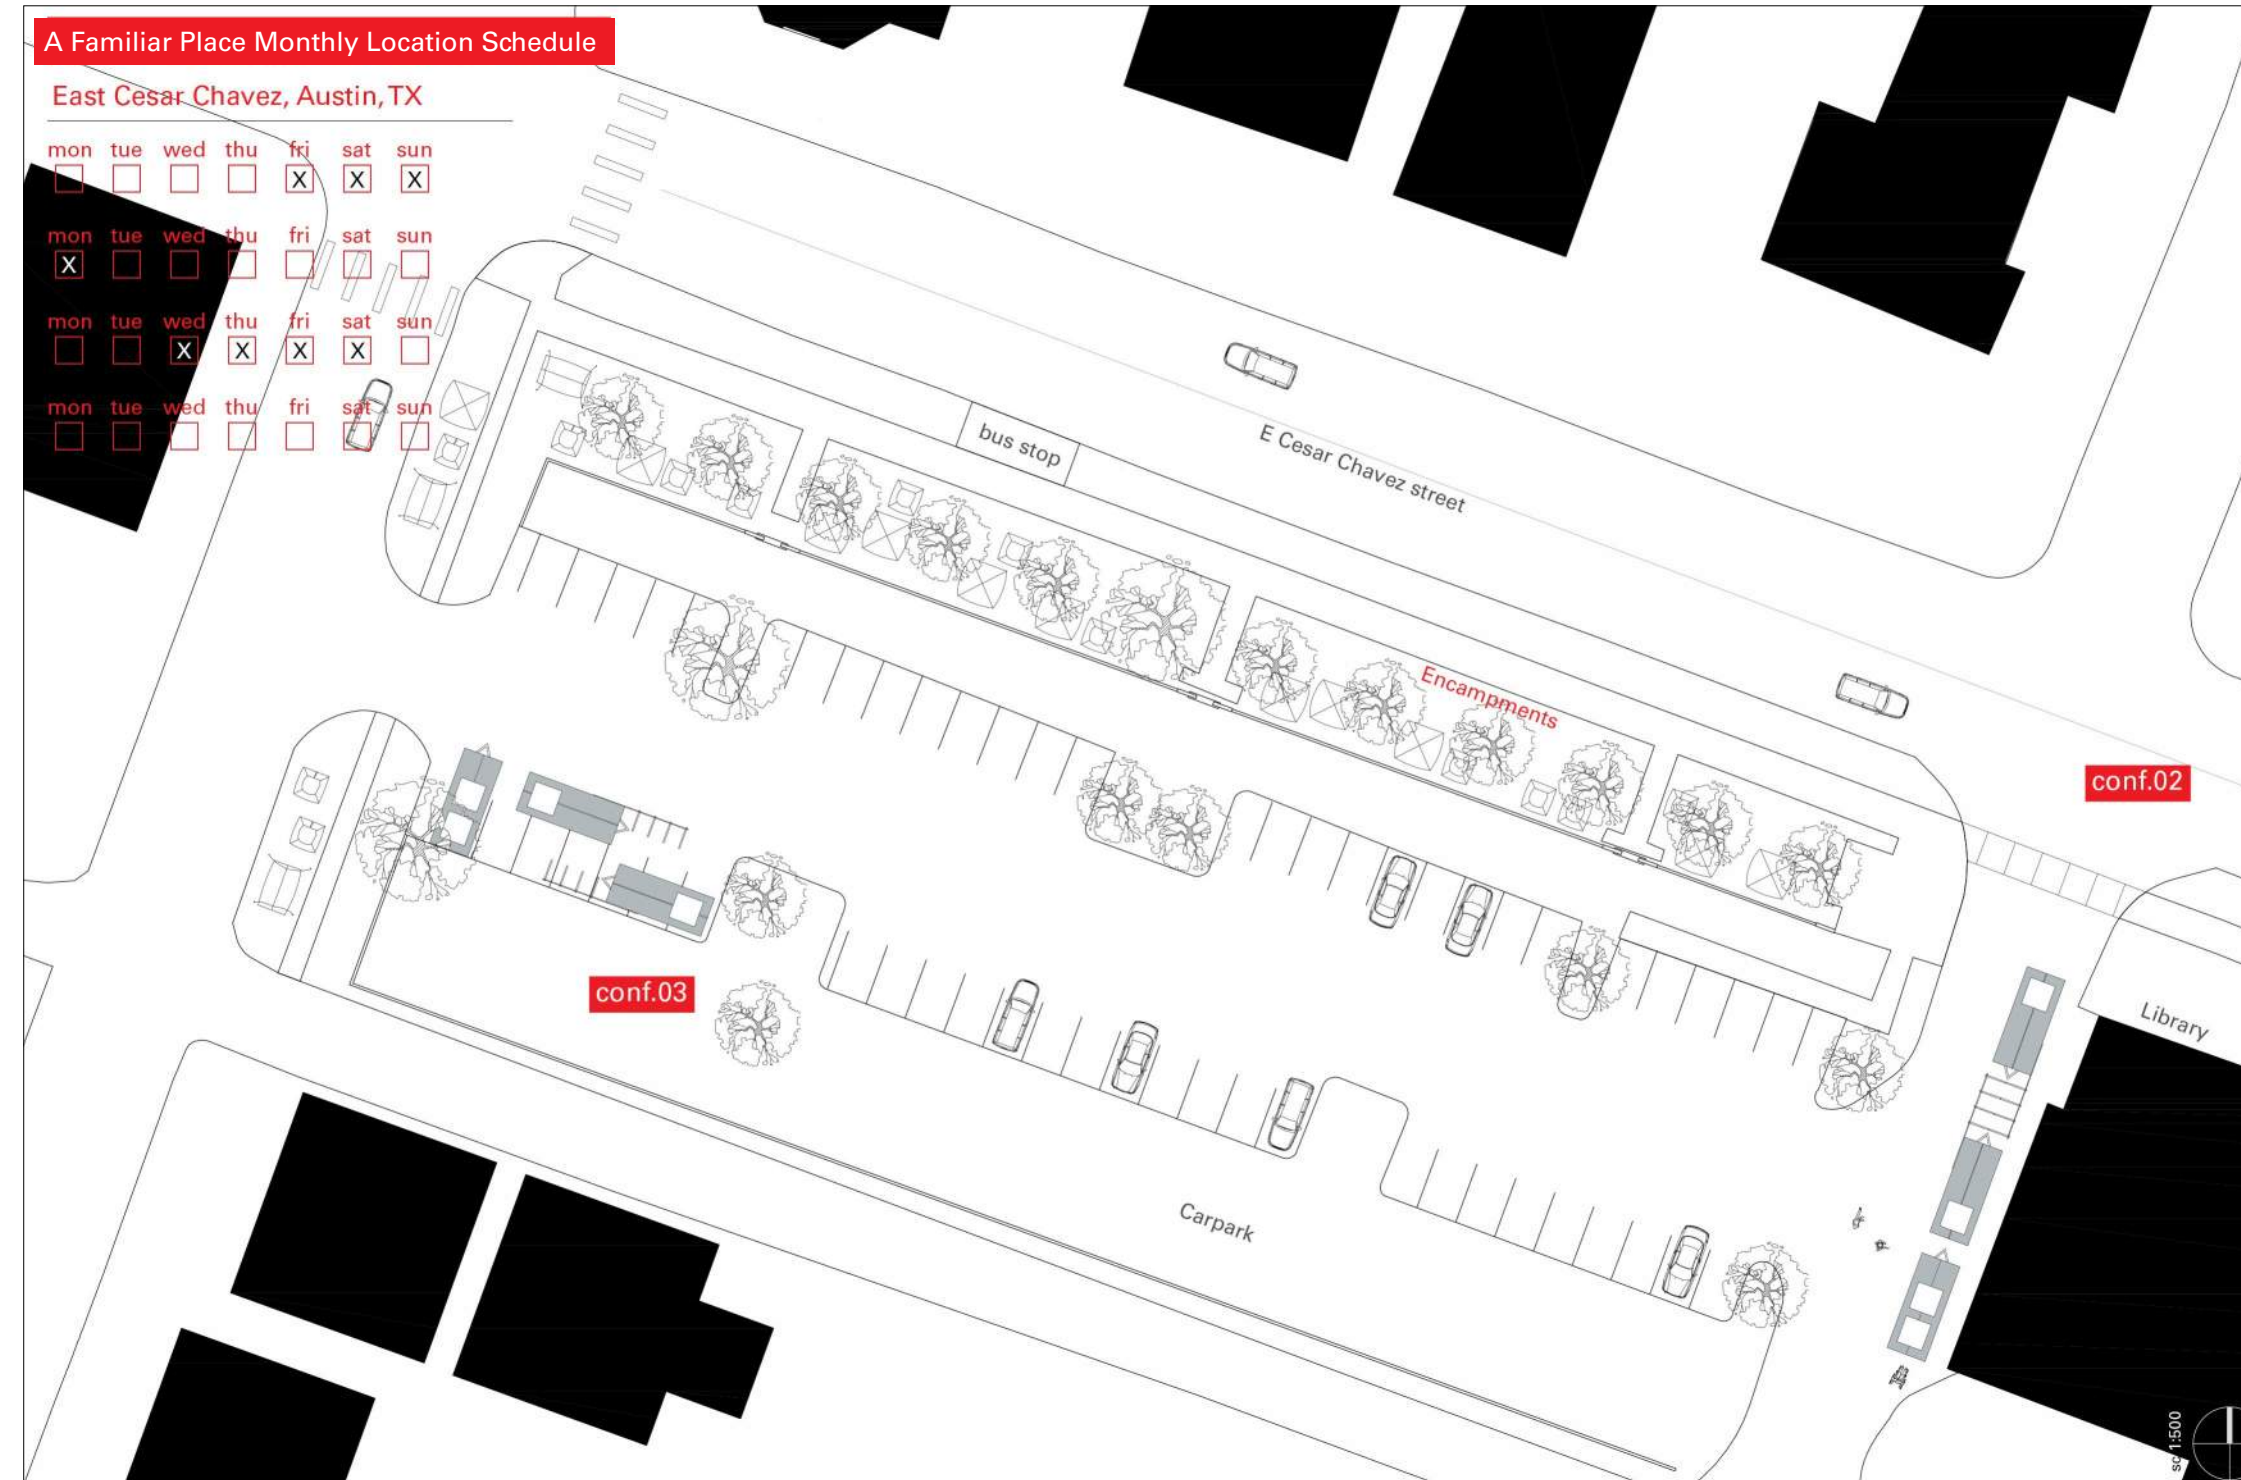 A Familiar Place Monthly Location Schedule
East Cesar Chavez, Austin, TX
mon tue wed thu fri sat sun
X X X
mon tue wed thu fri sat sun
X
mon tue wed thu fri sat sun
X X X X
mon tue wed thu fri sat sun
bus stop
E Cesar Chavez street
Encampments
conf.02
conf.03
Library
Carpark
sc 1:500